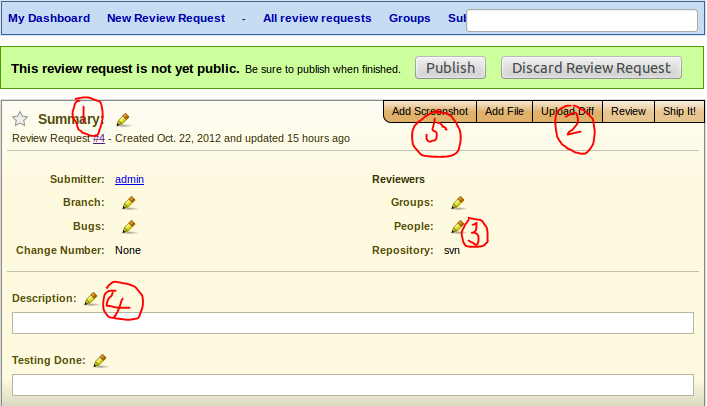 My Dashboard New Review Request - All review requests Groups
This review request is not yet public. Be sure to publish when finished. Publish Discard Review Request
Summary: 1 Add Screenshot Add File Upload Diff Review Ship It!
5 2
Review Request #4 - Created Oct. 22, 2012 and updated 15 hours ago
Submitter: admin Reviewers
Branch: Groups:
Bugs: People: 3
Change Number: None Repository: svn
Description: 4
Testing Done: